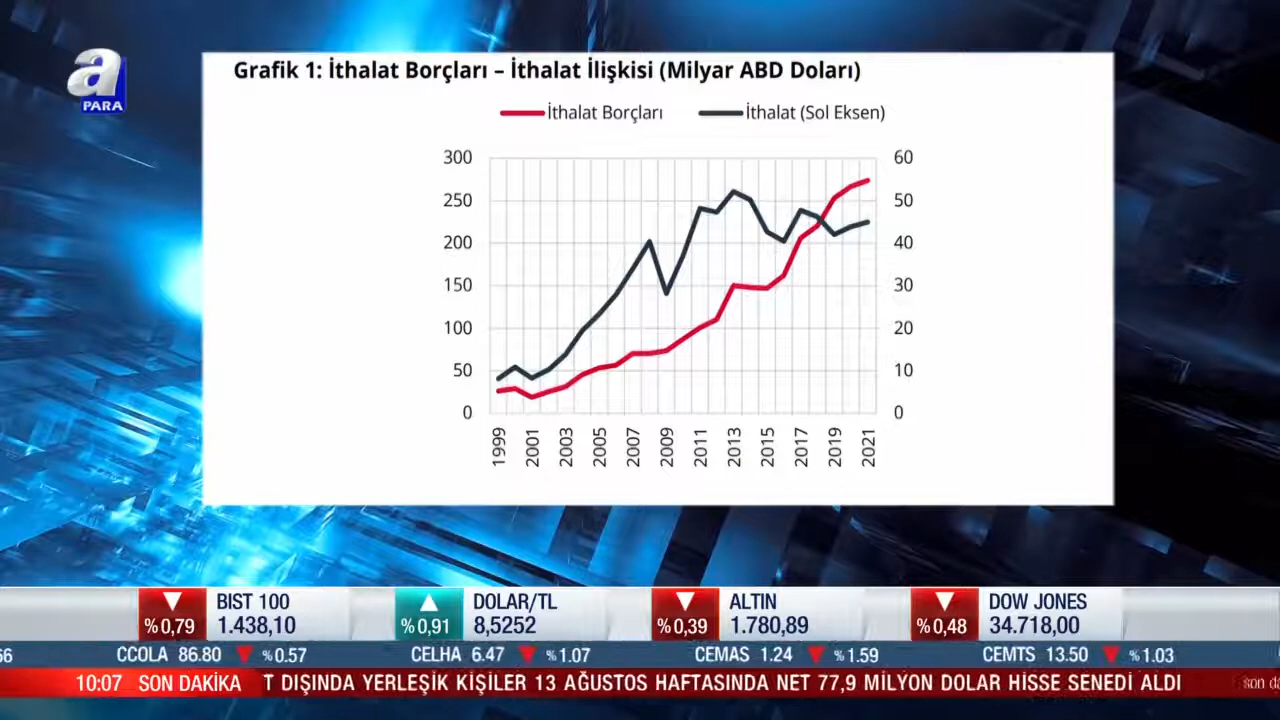 a
PARA
Grafik 1: İthalat Borçları – İthalat İlişkisi (Milyar ABD Doları)
İthalat Borçları İthalat (Sol Eksen)
300 60
250 50
200 40
150 30
100 20
50 10
0 0
1999 2001 2003 2005 2007 2009 2011 2013 2015 2017 2019 2021
BIST 100 DOLAR/TL ALTIN DOW JONES
%0,79 1.438,10 %0,91 8,5252 %0,39 1.780,89 %0,48 34.718,00
66 CCOLA 86.80 %0.57 CELHA 6.47 %1.07 CEMAS 1.24 %1.59 CEMTS 13.50 %1.03
10:07 SON DAKİKA T DIŞINDA YERLEŞİK KİŞİLER 13 AĞUSTOS HAFTASINDA NET 77,9 MİLYON DOLAR HİSSE SENEDİ ALDI son da